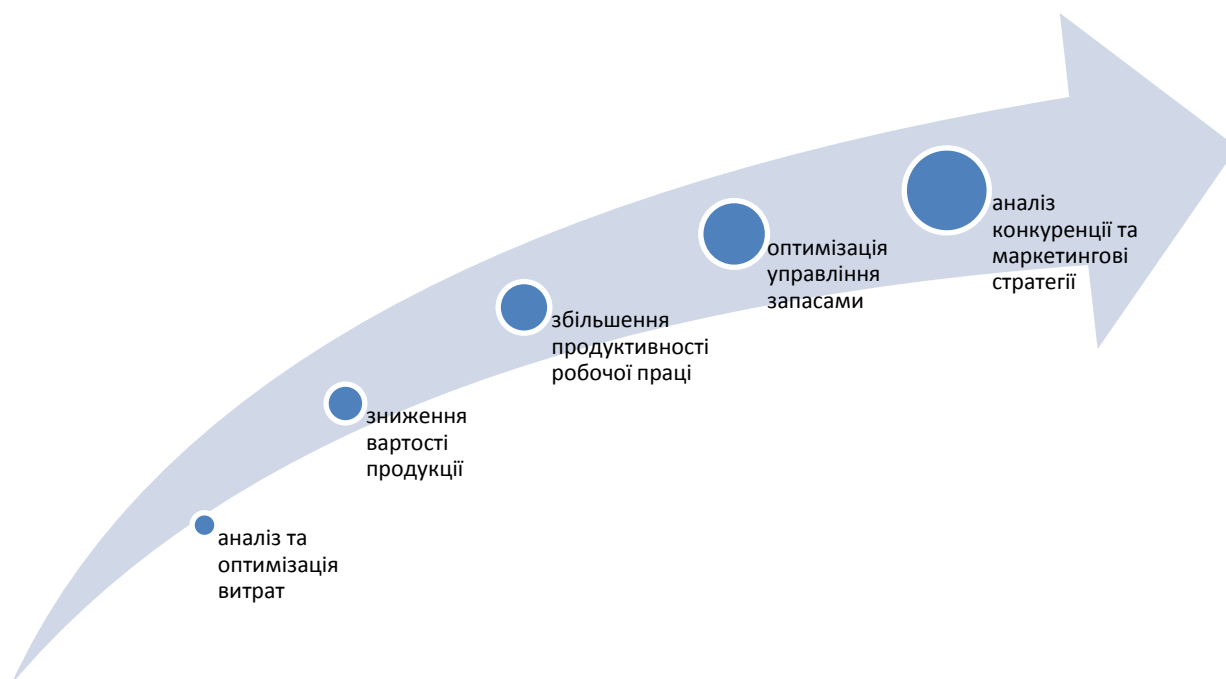 аналіз та
оптимізація
витрат
зниження
вартості
продукції
збільшення
продуктивності
робочої праці
оптимізація
управління
запасами
аналіз
конкуренції та
маркетингові
стратегії